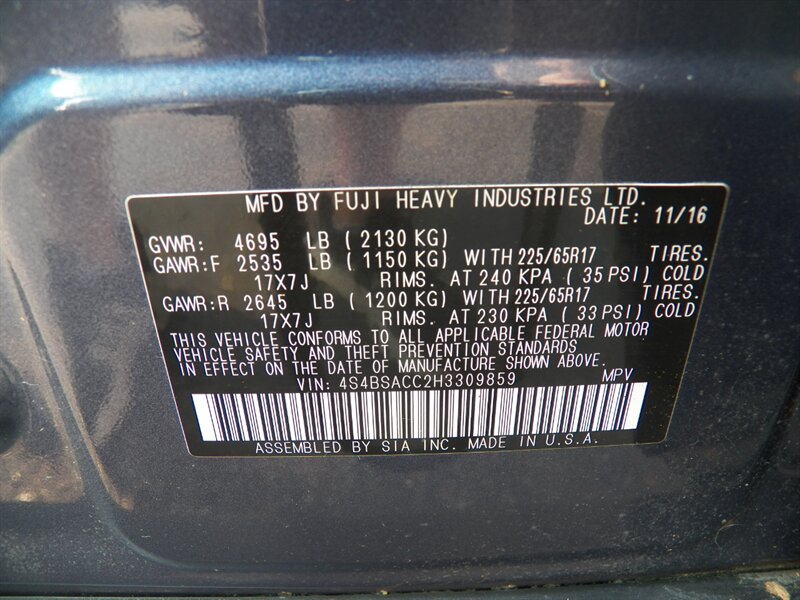 MFD BY FUJI HEAVY INDUSTRIES LTD.
DATE: 11/16
GVWR: 4695 LB ( 2130 KG)
GAWR:F 2535 LB ( 1150 KG) WITH 225/65R17 TIRES.
17X7J RIMS. AT 240 KPA ( 35 PSI) COLD
GAWR:R 2645 LB ( 1200 KG) WITH 225/65R17 TIRES.
17X7J RIMS. AT 230 KPA ( 33 PSI) COLD
THIS VEHICLE CONFORMS TO ALL APPLICABLE FEDERAL MOTOR
VEHICLE SAFETY AND THEFT PREVENTION STANDARDS
IN EFFECT ON THE DATE OF MANUFACTURE SHOWN ABOVE.
VIN: 4S4BSACC2H3309859 MPV
ASSEMBLED BY SIA INC. MADE IN U.S.A.